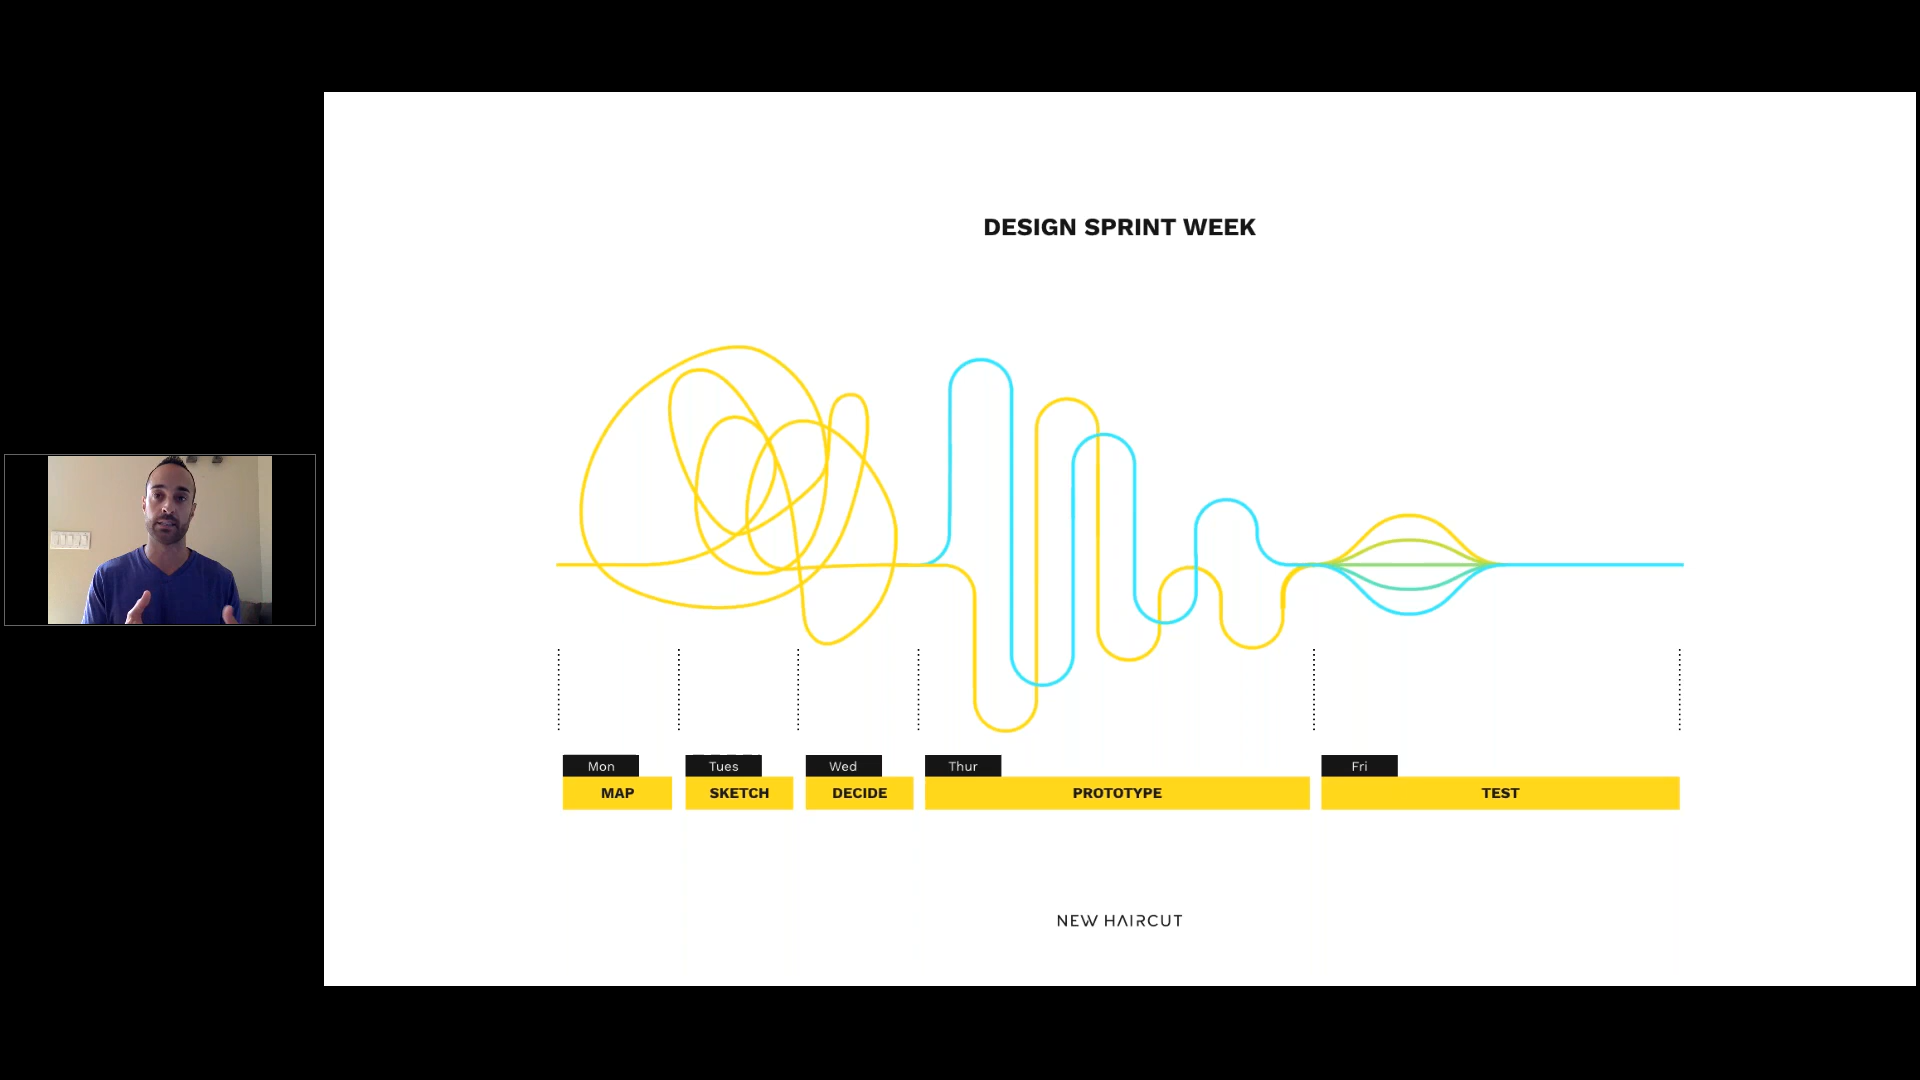 DESIGN SPRINT WEEK
Mon
Tues
Wed
Thur
Fri
MAP
SKETCH
DECIDE
PROTOTYPE
TEST
NEW HAIRCUT